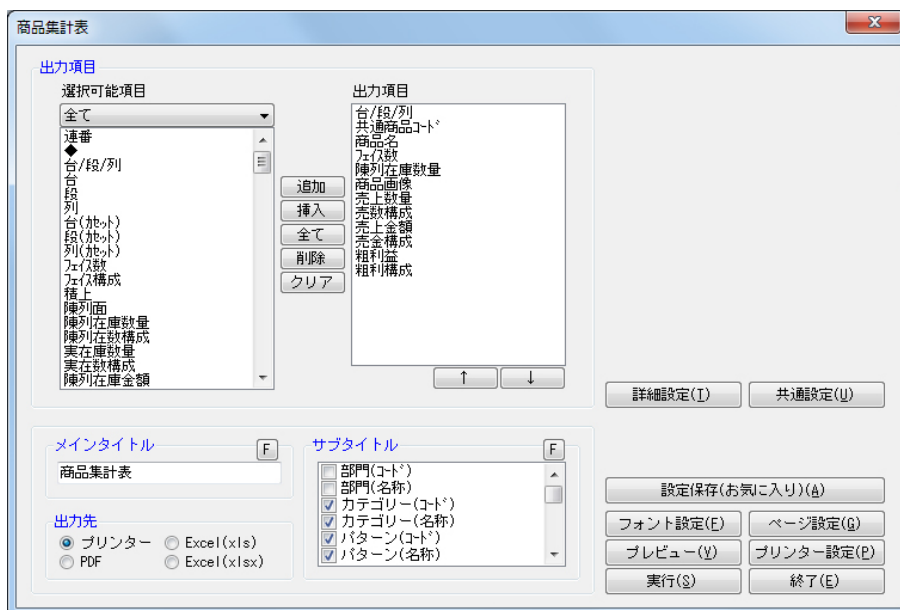 商品集計表
出力項目
選択可能項目
全て
連番
◆
台/段/列
台
段
列
台(ｶｾｯﾄ)
段(ｶｾｯﾄ)
列(ｶｾｯﾄ)
ﾌｪｲｽ数
ﾌｪｲｽ構成
積上
陳列面
陳列在庫数量
陳列在数構成
実在庫数量
実在数構成
陳列在庫金額
追加
挿入
全て
削除
クリア
出力項目
台/段/列
共通商品ｺｰﾄﾞ
商品名
ﾌｪｲｽ数
陳列在庫数量
商品画像
売上数量
売数構成
売上金額
売金構成
粗利益
粗利構成
↑ ↓
詳細設定(T) 共通設定(U)
メインタイトル F
商品集計表
出力先
プリンター Excel(xls)
PDF Excel(xlsx)
サブタイトル F
部門(ｺｰﾄﾞ)
部門(名称)
カテゴリー(ｺｰﾄﾞ)
カテゴリー(名称)
パターン(ｺｰﾄﾞ)
パターン(名称)
設定保存(お気に入り)(A)
フォント設定(F) ページ設定(G)
プレビュー(V) プリンター設定(P)
実行(S) 終了(E)